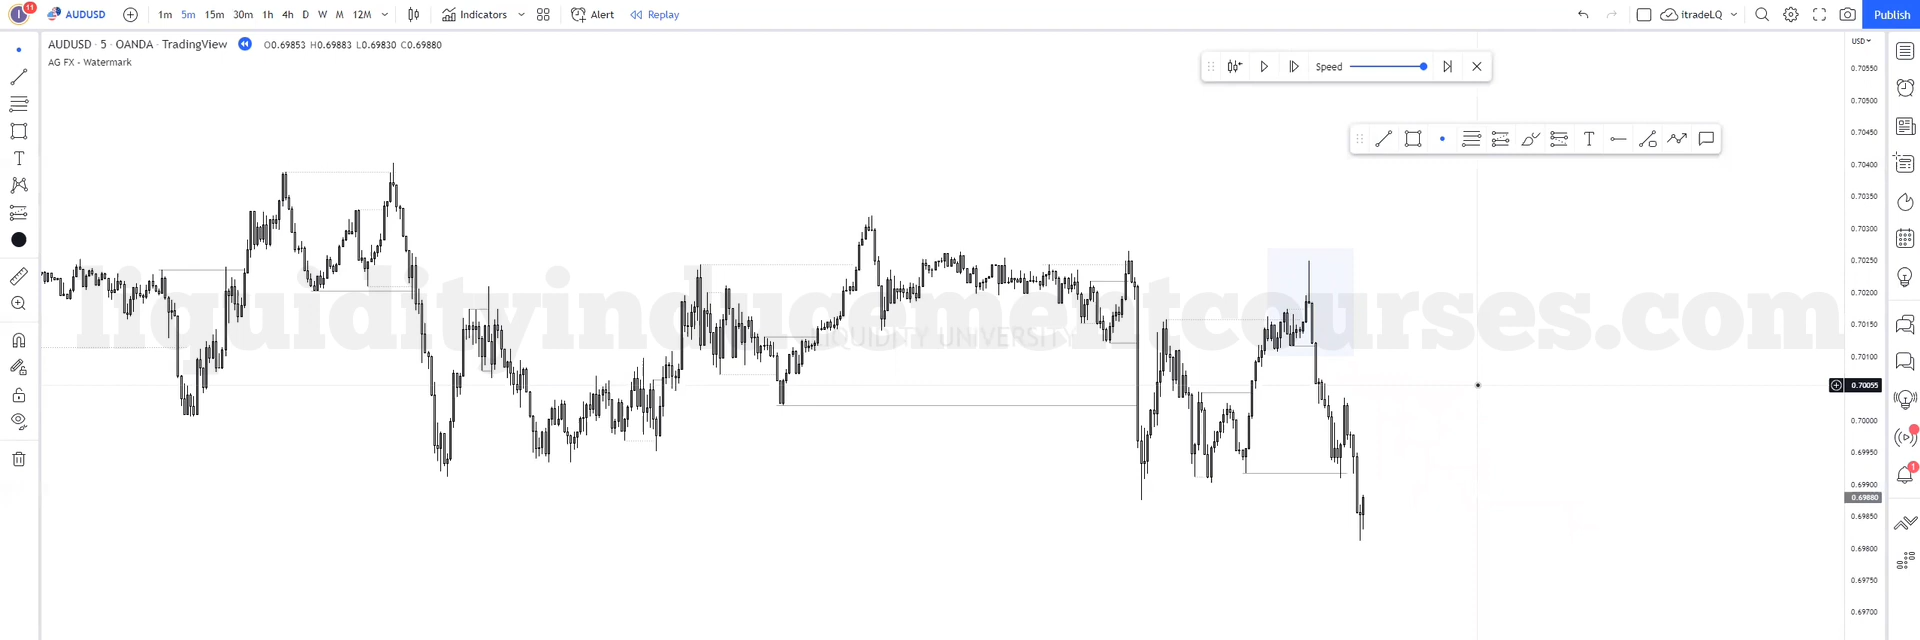 11 AUDUSD 1m 5m 15m 30m 1h 4h D W M 12M Indicators Alert Replay itradeLQ Publish
AUDUSD · 5 · OANDA · TradingView O0.69853 H0.69883 L0.69830 C0.69880
AG FX - Watermark
Speed
USD
0.70550
0.70500
0.70450
0.70400
0.70350
0.70300
0.70250
0.70200
0.70150
0.70100
0.70055
0.70000
0.69950
0.69900
0.69880
0.69850
0.69800
0.69750
0.69700
liquidityinducementcourses.com
LIQUIDITY UNIVERSITY
T
T
1